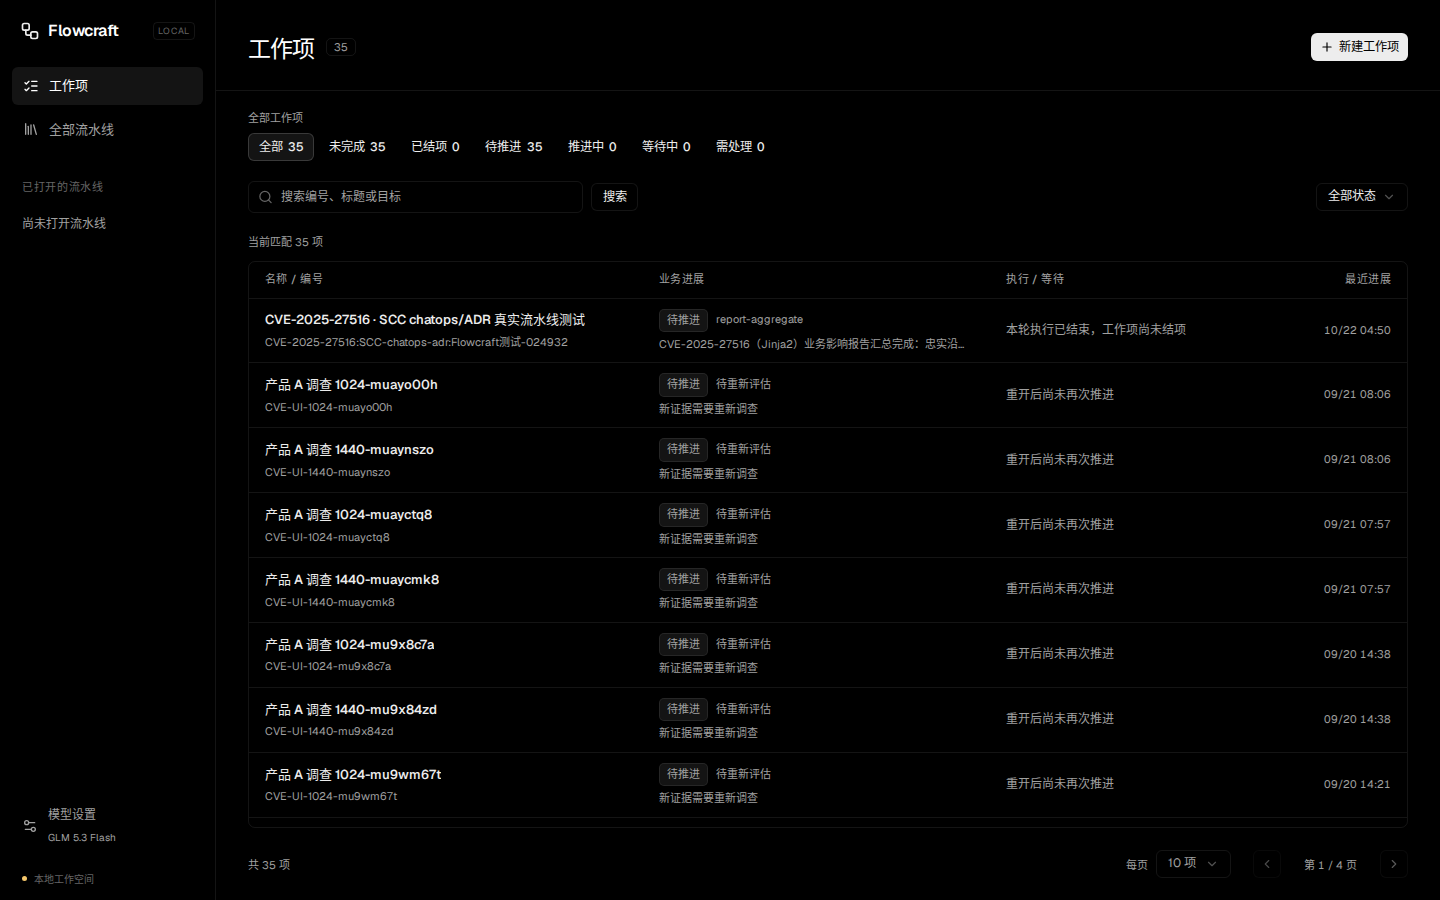 Flowcraft LOCAL
工作项
全部流水线
已打开的流水线
尚未打开流水线
模型设置
GLM 5.3 Flash
本地工作空间
工作项 35
新建工作项
全部工作项
全部 35 未完成 35 已结项 0 待推进 35 推进中 0 等待中 0 需处理 0
搜索编号、标题或目标 搜索 全部状态
当前匹配 35 项
名称 / 编号 业务进展 执行 / 等待 最近进展
CVE-2025-27516 · SCC chatops/ADR 真实流水线测试 待推进 report-aggregate 本轮执行已结束，工作项尚未结项 10/22 04:50
CVE-2025-27516:SCC-chatops-adr:Flowcraft测试-024932 CVE-2025-27516（Jinja2）业务影响报告汇总完成：忠实沿...
产品 A 调查 1024-muayo00h 待推进 待重新评估 重开后尚未再次推进 09/21 08:06
CVE-UI-1024-muayo00h 新证据需要重新调查
产品 A 调查 1440-muaynszo 待推进 待重新评估 重开后尚未再次推进 09/21 08:06
CVE-UI-1440-muaynszo 新证据需要重新调查
产品 A 调查 1024-muayctq8 待推进 待重新评估 重开后尚未再次推进 09/21 07:57
CVE-UI-1024-muayctq8 新证据需要重新调查
产品 A 调查 1440-muaycmk8 待推进 待重新评估 重开后尚未再次推进 09/21 07:57
CVE-UI-1440-muaycmk8 新证据需要重新调查
产品 A 调查 1024-mu9x8c7a 待推进 待重新评估 重开后尚未再次推进 09/20 14:38
CVE-UI-1024-mu9x8c7a 新证据需要重新调查
产品 A 调查 1440-mu9x84zd 待推进 待重新评估 重开后尚未再次推进 09/20 14:38
CVE-UI-1440-mu9x84zd 新证据需要重新调查
产品 A 调查 1024-mu9wm67t 待推进 待重新评估 重开后尚未再次推进 09/20 14:21
CVE-UI-1024-mu9wm67t 新证据需要重新调查
共 35 项 每页 10 项 第 1 / 4 页